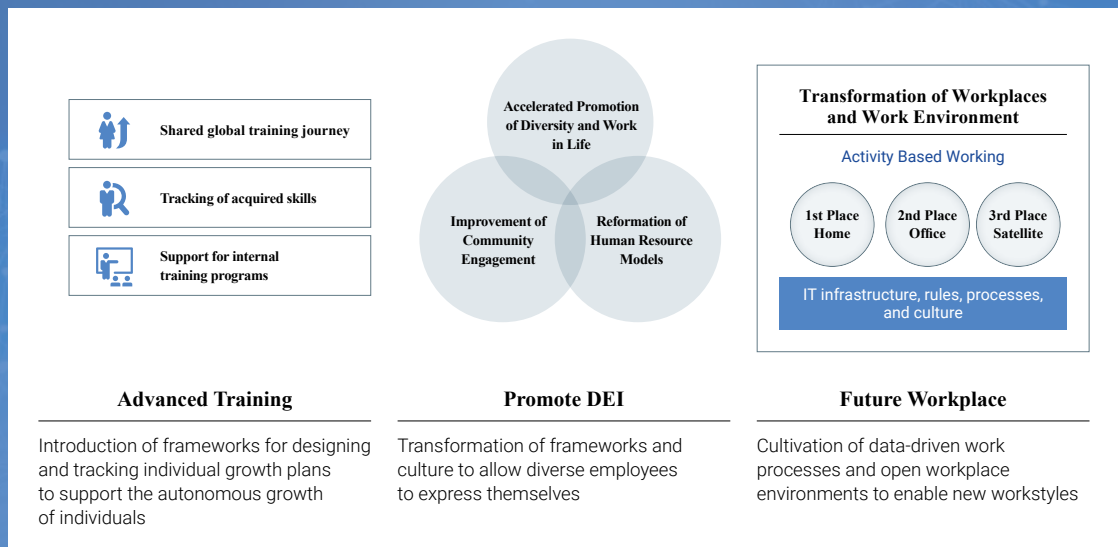 Shared global training journey
Tracking of acquired skills
Support for internal
training programs
Advanced Training
Introduction of frameworks for designing
and tracking individual growth plans
to support the autonomous growth
of individuals
Accelerated Promotion
of Diversity and Work
in Life
Improvement of
Community
Engagement
Reformation of
Human Resource
Models
Promote DEI
Transformation of frameworks and
culture to allow diverse employees
to express themselves
Transformation of Workplaces
and Work Environment
Activity Based Working
1st Place
Home
2nd Place
Office
3rd Place
Satellite
IT infrastructure, rules, processes,
and culture
Future Workplace
Cultivation of data-driven work
processes and open workplace
environments to enable new workstyles